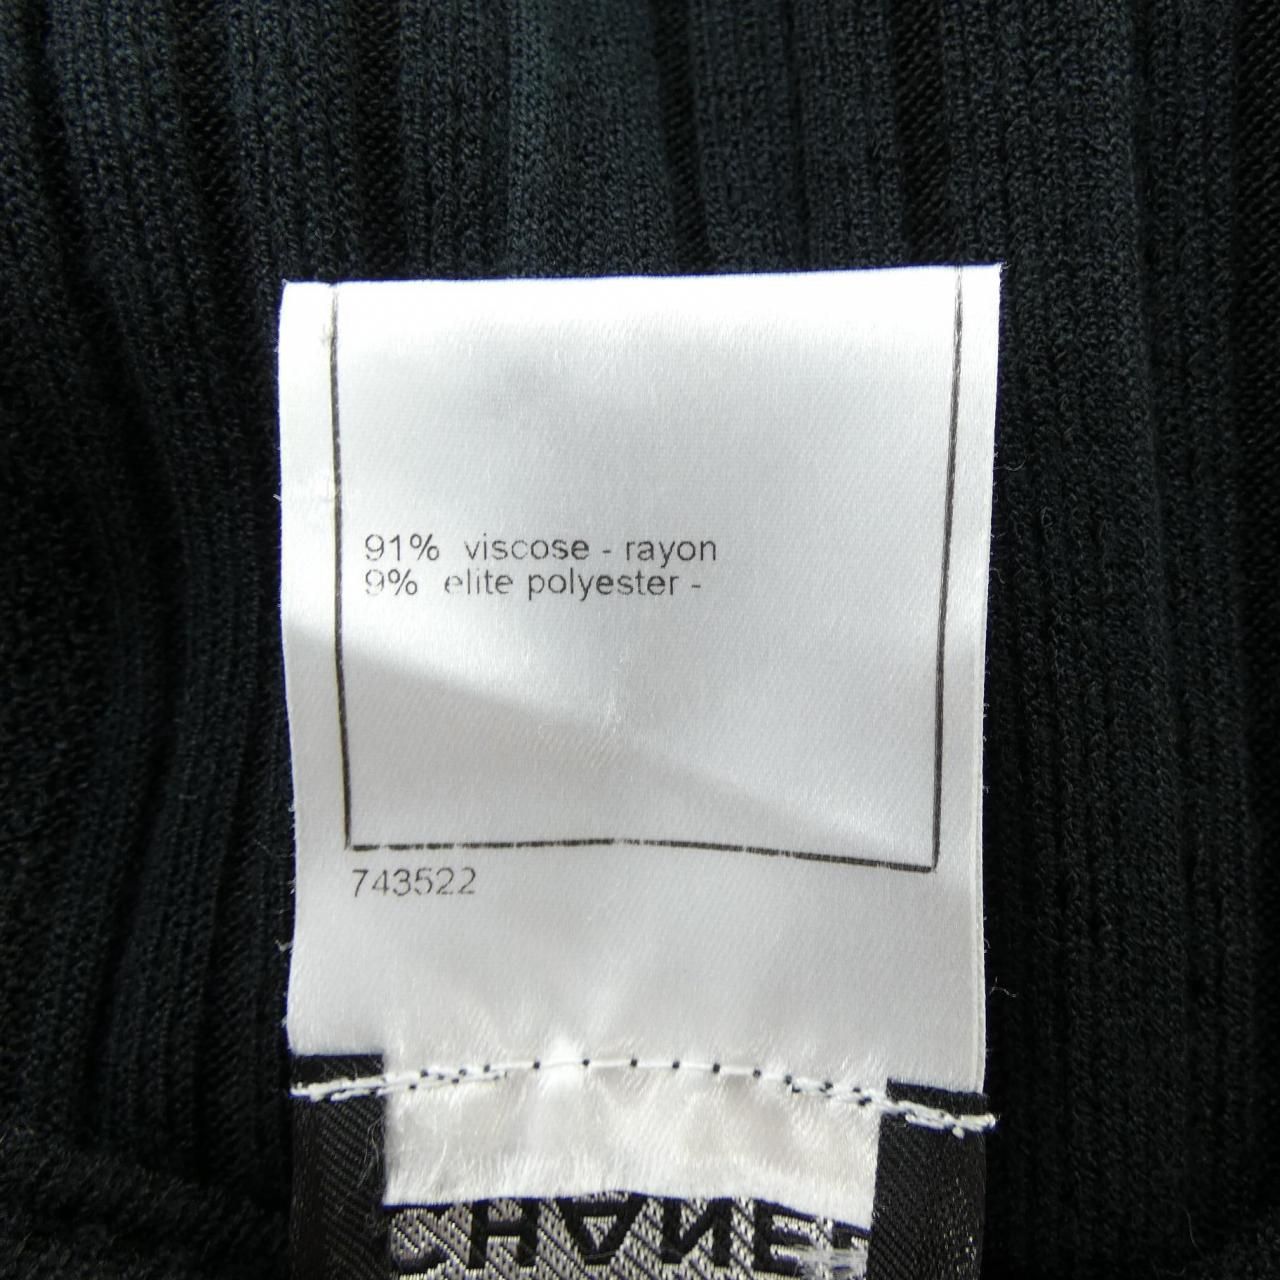 91% viscose - rayon
9% elite polyester -
743522
CHANEL